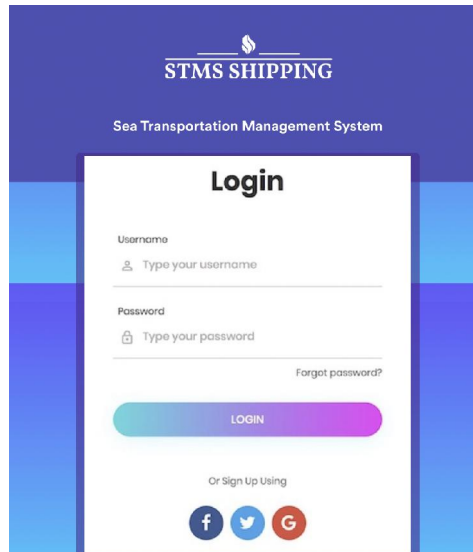 STMS SHIPPING
Sea Transportation Management System
Login
Username
Type your username
Password
Type your password
Forgot password?
LOGIN
Or Sign Up Using
f
G